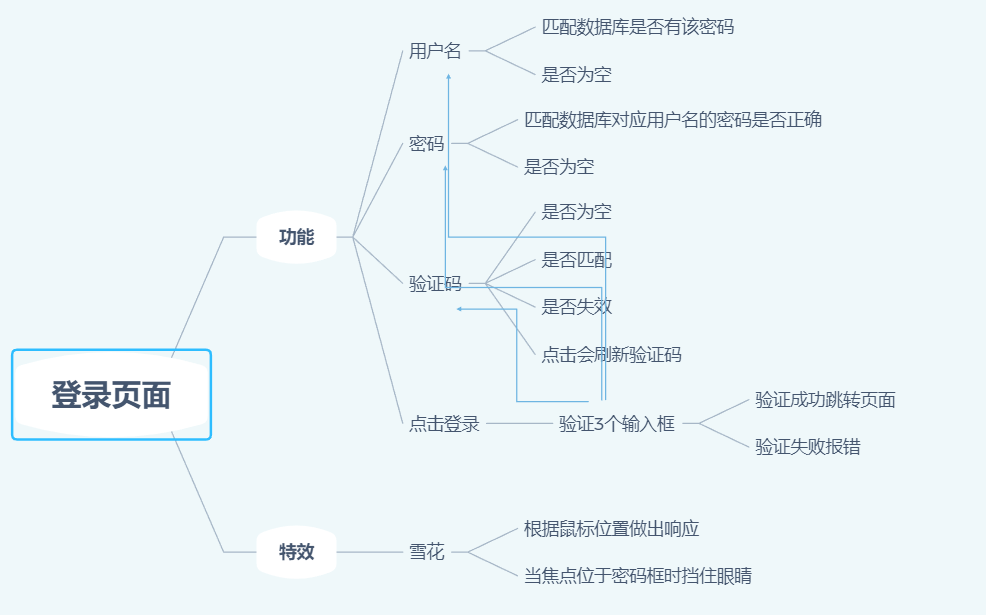 登录页面
功能
用户名
匹配数据库是否有该密码
是否为空
密码
匹配数据库对应用户名的密码是否正确
是否为空
验证码
是否为空
是否匹配
是否失效
点击会刷新验证码
点击登录
验证3个输入框
验证成功跳转页面
验证失败报错
特效
雪花
根据鼠标位置做出响应
当焦点位于密码框时挡住眼睛